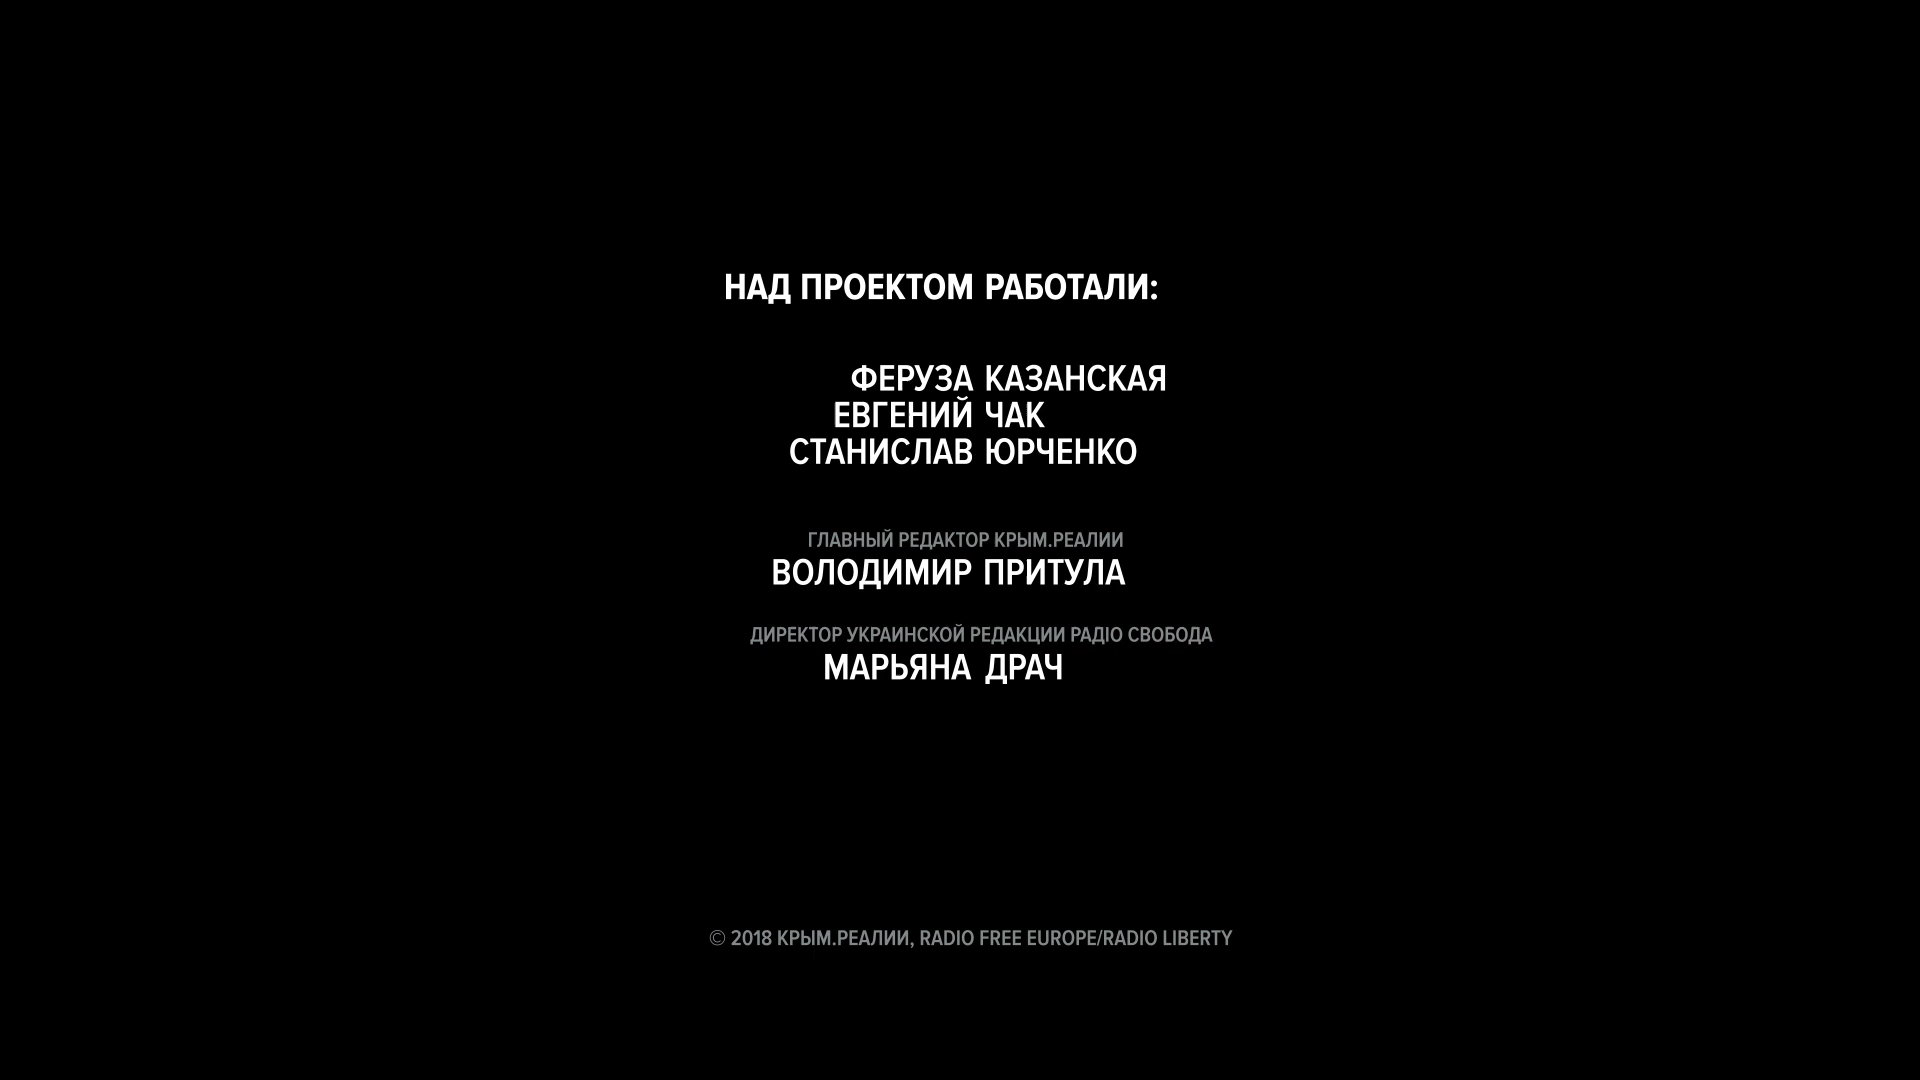 НАД ПРОЕКТОМ РАБОТАЛИ:
ФЕРУЗА КАЗАНСКАЯ
ЕВГЕНИЙ ЧАК
СТАНИСЛАВ ЮРЧЕНКО
ГЛАВНЫЙ РЕДАКТОР КРЫМ.РЕАЛИИ
ВОЛОДИМИР ПРИТУЛА
ДИРЕКТОР УКРАИНСКОЙ РЕДАКЦИИ РАДІО СВОБОДА
МАРЬЯНА ДРАЧ
© 2018 КРЫМ.РЕАЛИИ, RADIO FREE EUROPE/RADIO LIBERTY